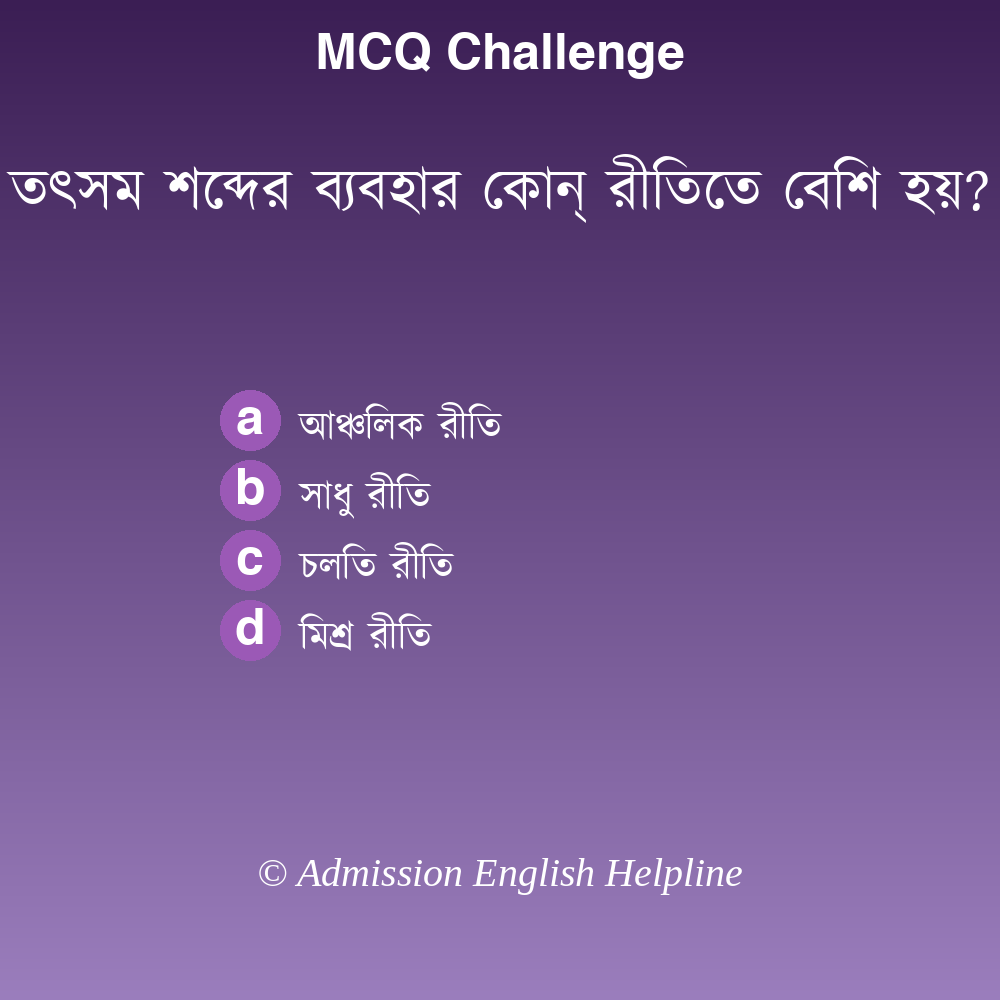 MCQ Challenge
তৎসম শব্দের ব্যবহার কোন্ রীতিতে বেশি হয়?
a আঞ্চলিক রীতি
b সাধু রীতি
c চলতি রীতি
d মিশ্র রীতি
© Admission English Helpline